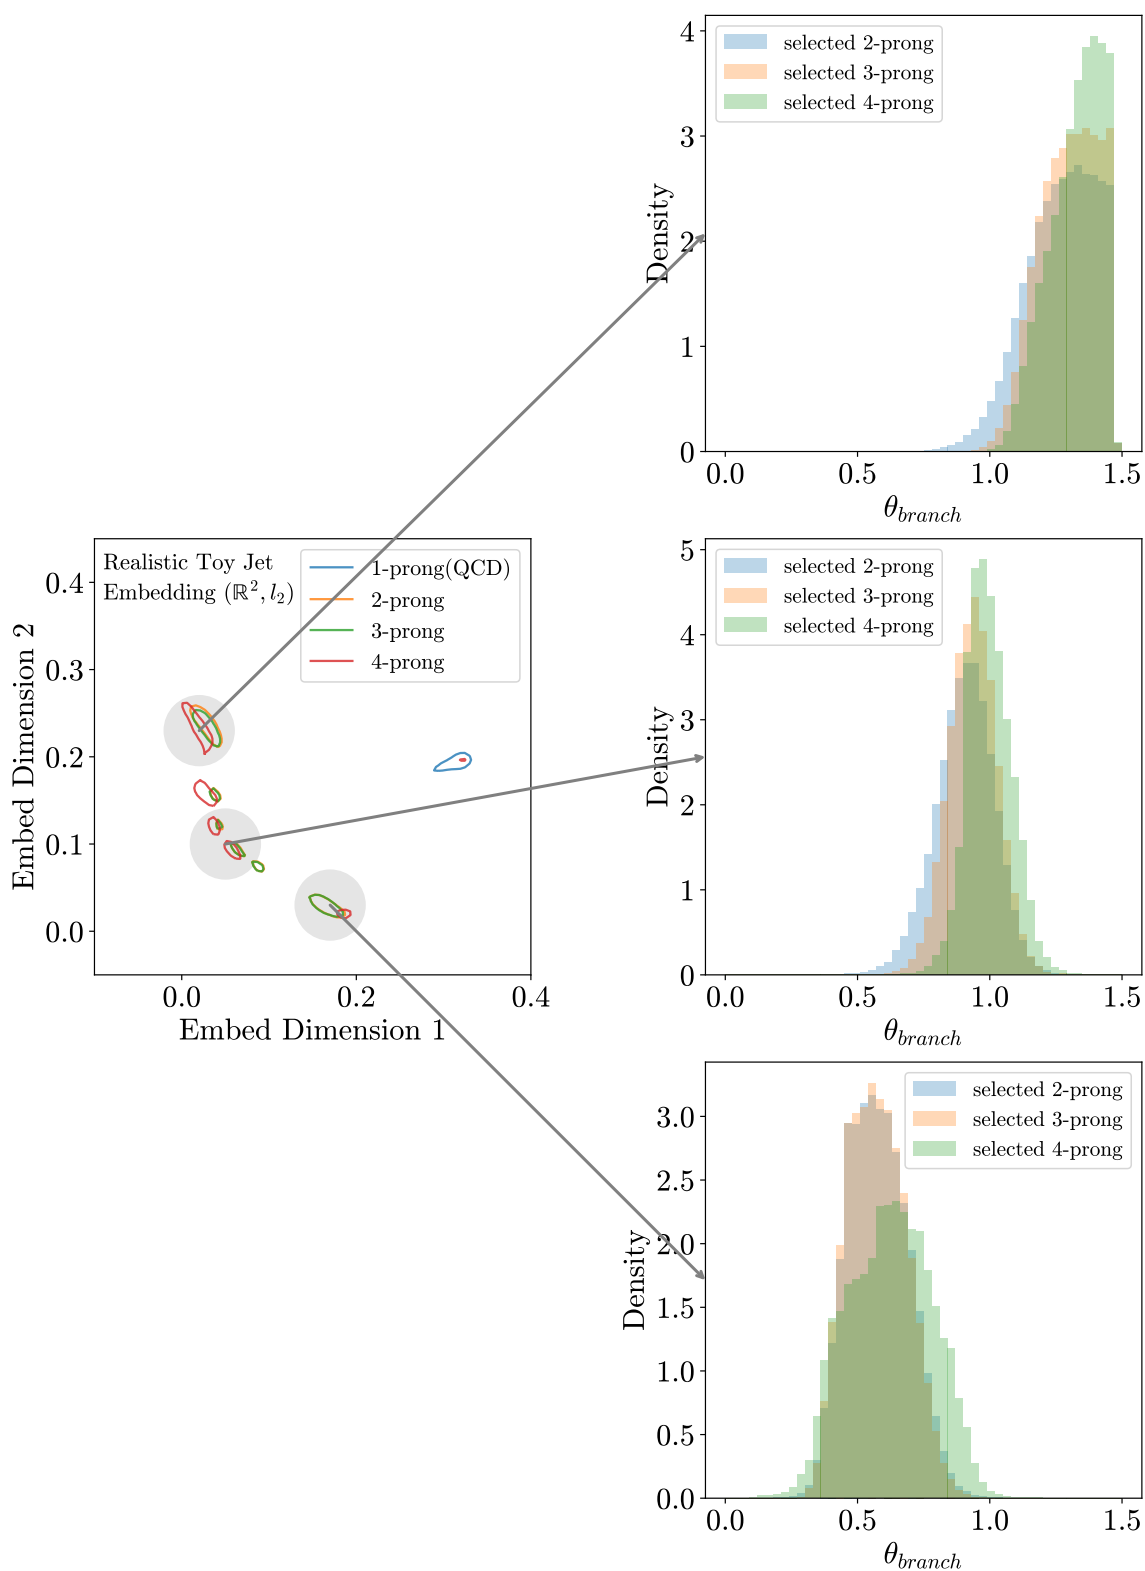 4
3
2
1
0
Density
selected 2-prong
selected 3-prong
selected 4-prong
0.0 0.5 1.0 1.5
θ_branch
Realistic Toy Jet
Embedding (ℝ², l₂)
1-prong(QCD)
2-prong
3-prong
4-prong
0.4
0.3
0.2
0.1
0.0
Embed Dimension 2
0.0 0.2 0.4
Embed Dimension 1
5
4
3
2
1
0
Density
selected 2-prong
selected 3-prong
selected 4-prong
0.0 0.5 1.0 1.5
θ_branch
3.0
2.5
2.0
1.5
1.0
0.5
0.0
Density
selected 2-prong
selected 3-prong
selected 4-prong
0.0 0.5 1.0 1.5
θ_branch